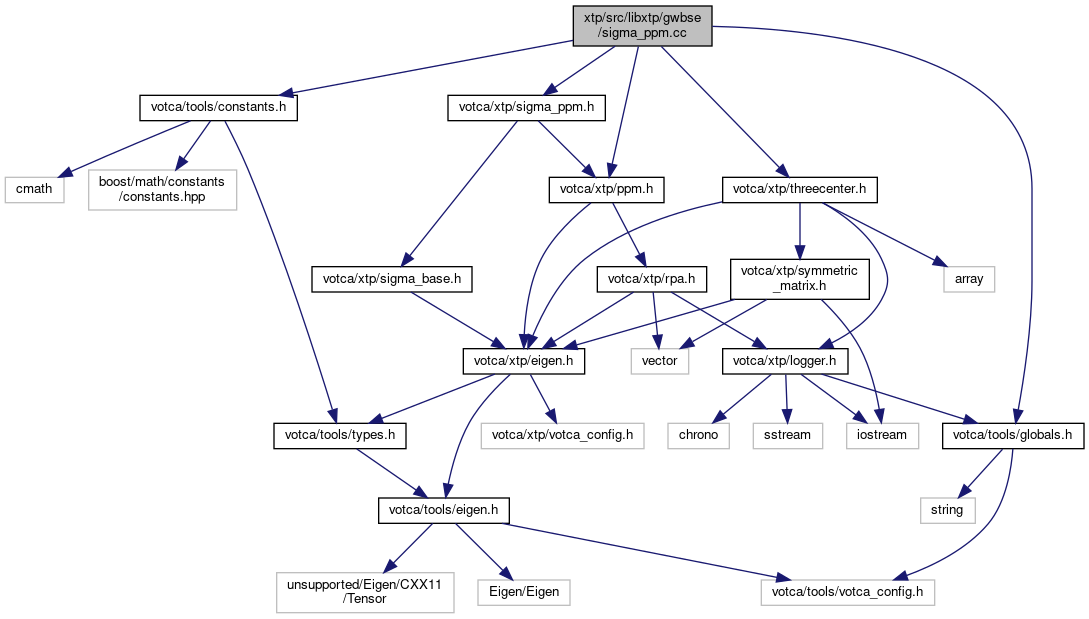 xtp/src/libxtp/gwbse
/sigma_ppm.cc
votca/tools/constants.h
votca/xtp/sigma_ppm.h
cmath
boost/math/constants
/constants.hpp
votca/xtp/ppm.h
votca/xtp/threecenter.h
votca/xtp/sigma_base.h
votca/xtp/rpa.h
votca/xtp/symmetric
_matrix.h
array
votca/xtp/eigen.h
vector
votca/xtp/logger.h
votca/tools/types.h
votca/xtp/votca_config.h
chrono
sstream
iostream
votca/tools/globals.h
votca/tools/eigen.h
string
unsupported/Eigen/CXX11
/Tensor
Eigen/Eigen
votca/tools/votca_config.h